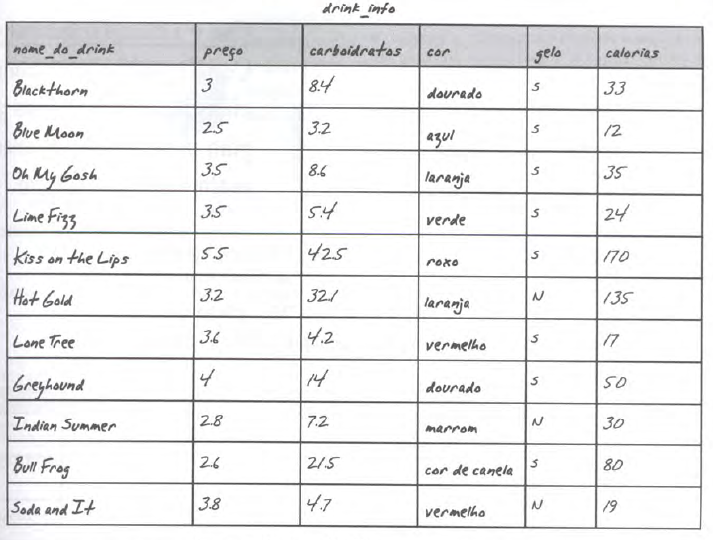 drink_info
nome_do_drink preço carboidratos cor gelo calorias
Blackthorn 3 8.4 dourado S 33
Blue Moon 2.5 3.2 azul S 12
Oh My Gosh 3.5 8.6 laranja S 35
Lime Fizz 3.5 5.4 verde S 24
Kiss on the Lips 5.5 42.5 roxo S 170
Hot Gold 3.2 32.1 laranja N 135
Lone Tree 3.6 4.2 vermelho S 17
Greyhound 4 14 dourado S 50
Indian Summer 2.8 7.2 marrom N 30
Bull Frog 2.6 21.5 cor de canela S 80
Soda and It 3.8 4.7 vermelho N 19